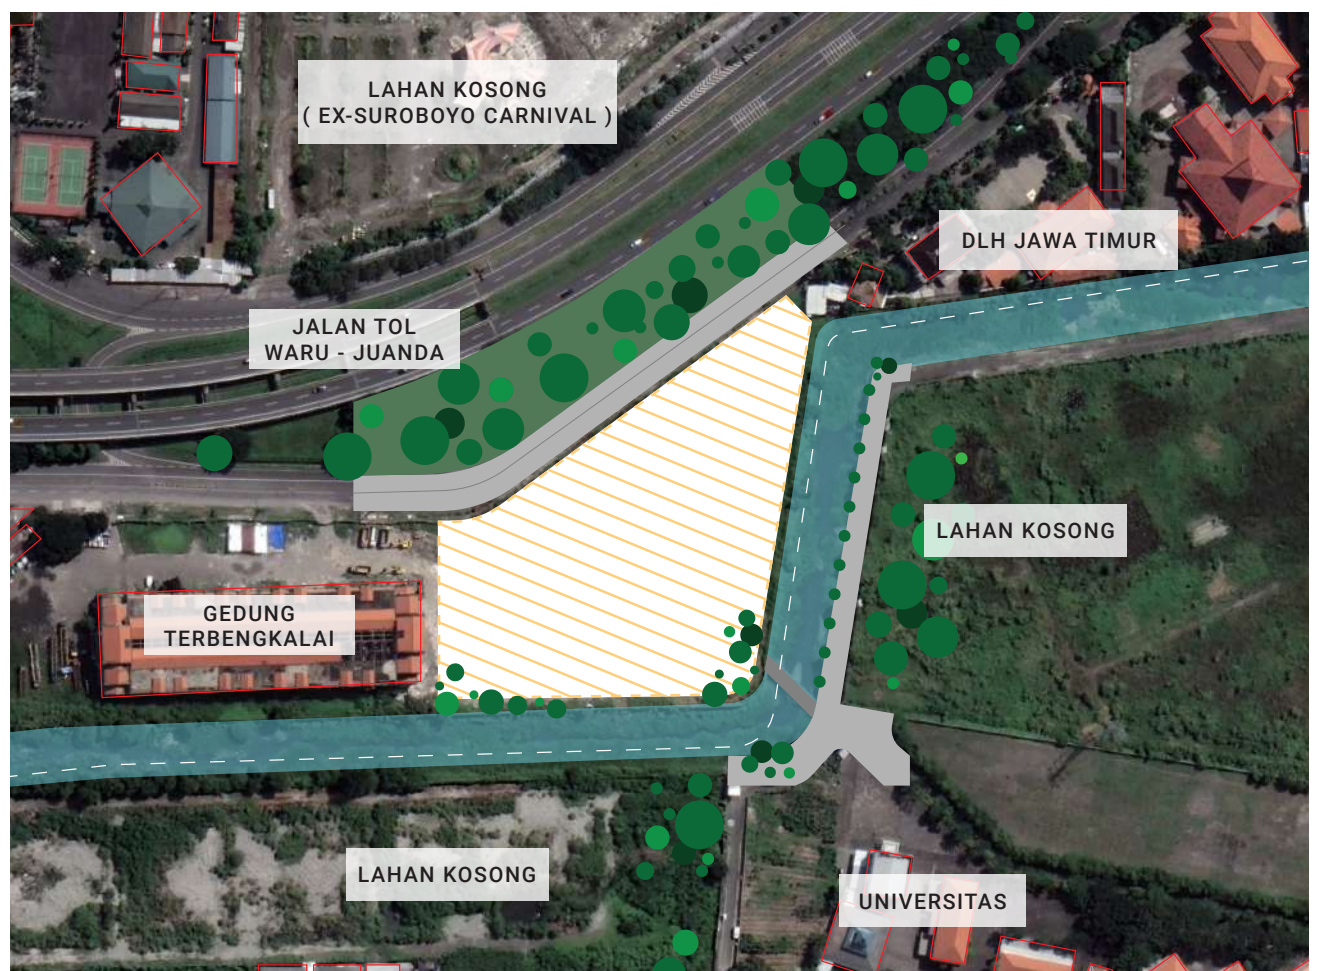 LAHAN KOSONG
( EX-SUROBOYO CARNIVAL )
DLH JAWA TIMUR
JALAN TOL
WARU - JUANDA
LAHAN KOSONG
GEDUNG
TERBENGKALAI
LAHAN KOSONG
UNIVERSITAS